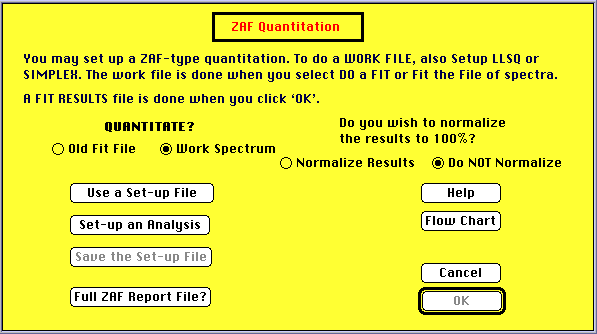 ZAF Quantitation
You may set up a ZAF-type quantitation. To do a WORK FILE, also Setup LLSQ or
SIMPLEX. The work file is done when you select DO a FIT or Fit the File of spectra.
A FIT RESULTS file is done when you click ‘OK’.
QUANTITATE?
Old Fit File
Work Spectrum
Do you wish to normalize
the results to 100%?
Normalize Results
Do NOT Normalize
Use a Set-up File
Set-up an Analysis
Save the Set-up File
Full ZAF Report File?
Help
Flow Chart
Cancel
OK